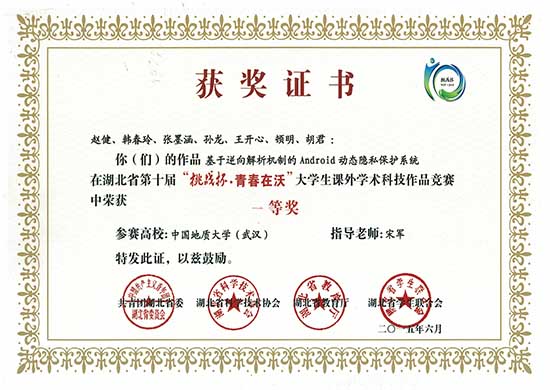 获奖证书
赵健、韩春玲、张墨涵、孙龙、王开心、顿明、胡君：
你（们）的作品 基于逆向解析机制的Android动态隐私保护系统
在湖北省第十届“挑战杯·青春在沃”大学生课外学术科技作品竞赛
中荣获
一等奖
参赛高校：中国地质大学（武汉） 指导老师：宋军
特发此证，以兹鼓励。
共青团湖北省委 湖北省科学技术协会 湖北省教育厅 湖北省学生联合会
二〇一五年六月